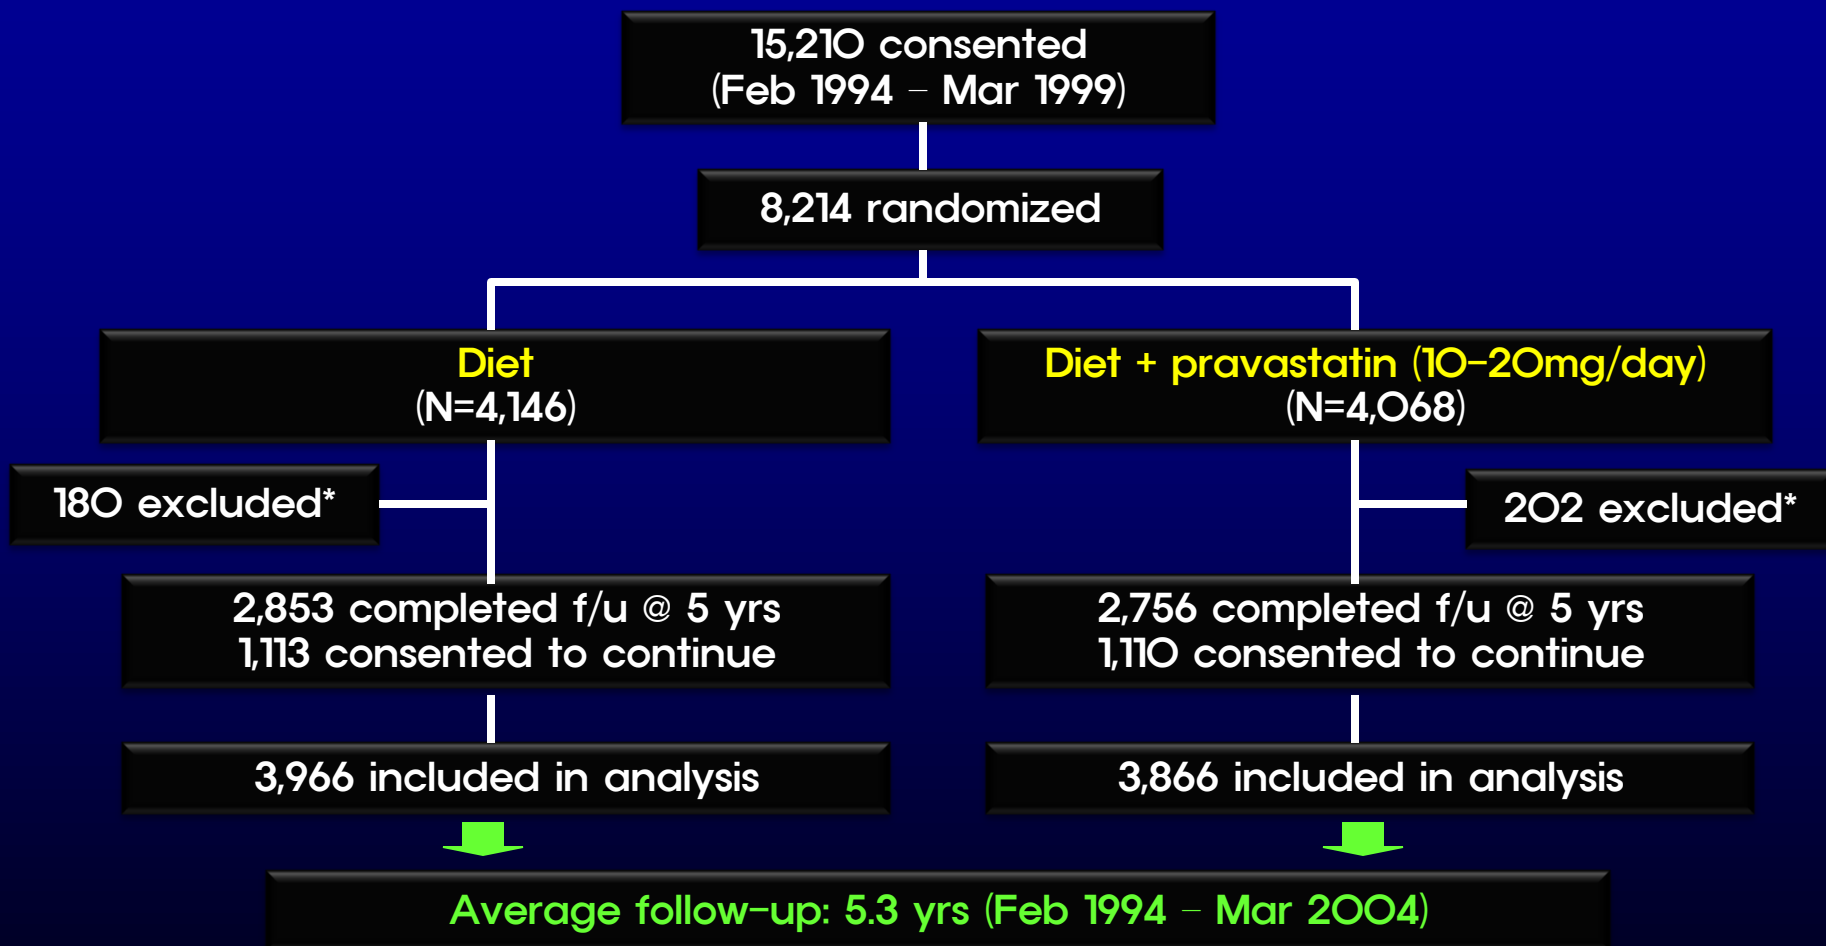 15,210 consented
(Feb 1994 – Mar 1999)
8,214 randomized
Diet
(N=4,146)
Diet + pravastatin (10-20mg/day)
(N=4,068)
180 excluded*
202 excluded*
2,853 completed f/u @ 5 yrs
1,113 consented to continue
2,756 completed f/u @ 5 yrs
1,110 consented to continue
3,966 included in analysis
3,866 included in analysis
Average follow-up: 5.3 yrs (Feb 1994 – Mar 2004)